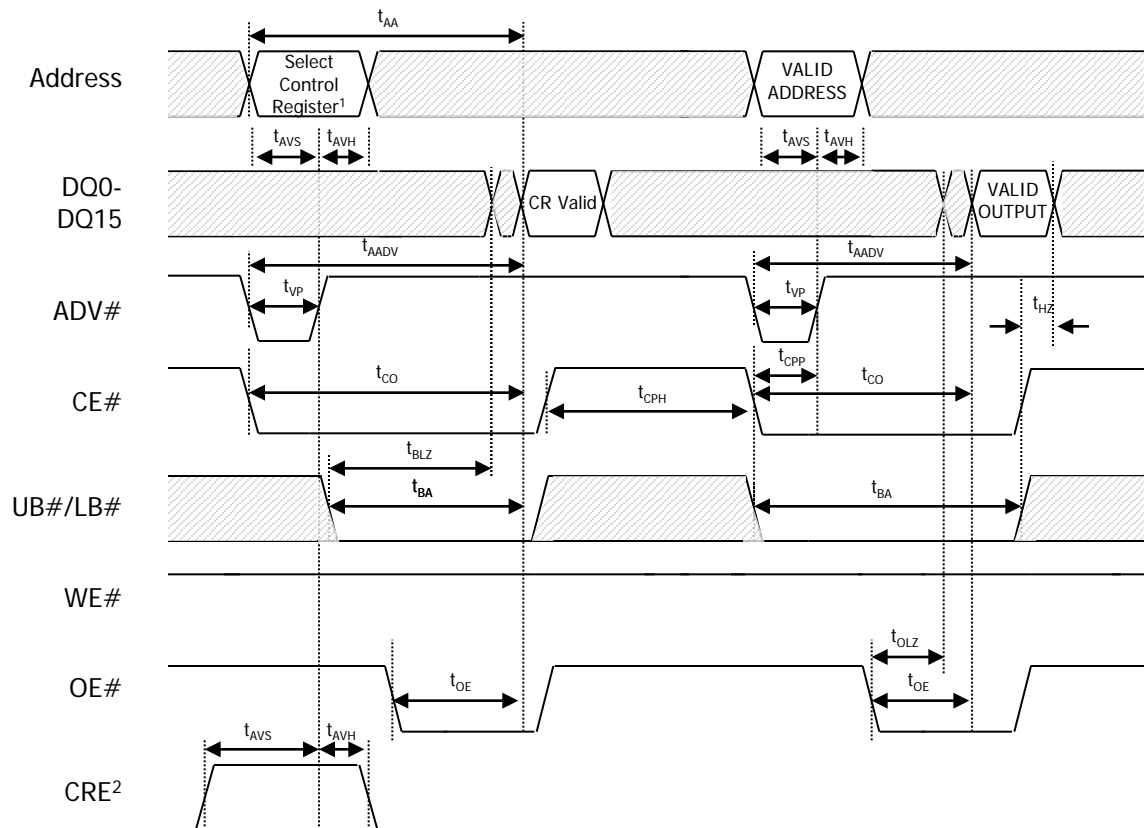 tAA
Address
Select
Control
Register1
VALID
ADDRESS
tAVS
tAVH
tAVS
tAVH
DQ0-
DQ15
CR Valid
VALID
OUTPUT
tAADV
tAADV
ADV#
tVP
tVP
tHZ
CE#
tCO
tCPH
tCPP
tCO
tBLZ
UB#/LB#
tBA
tBA
WE#
OE#
tOE
tOLZ
tOE
tAVS
tAVH
CRE2